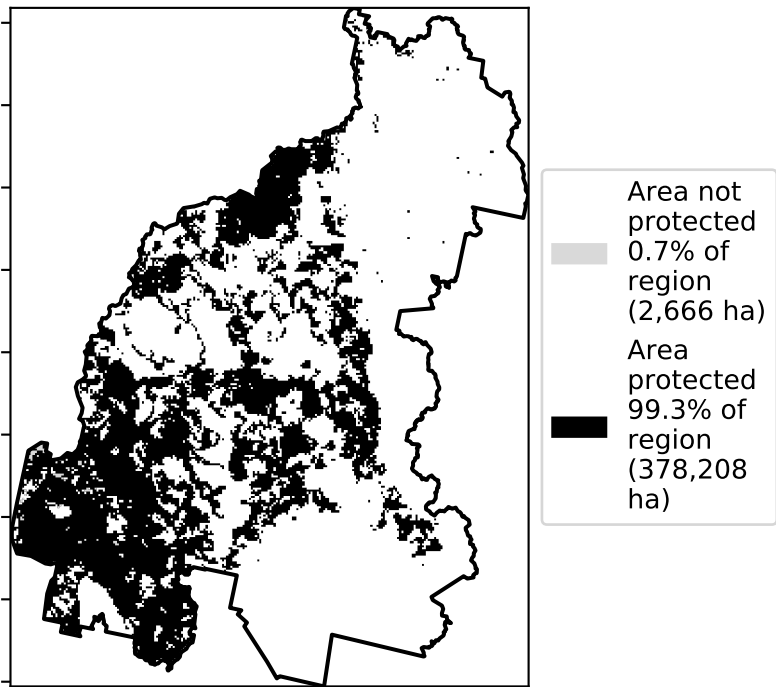 Area not
protected
0.7% of
region
(2,666 ha)
Area
protected
99.3% of
region
(378,208
ha)